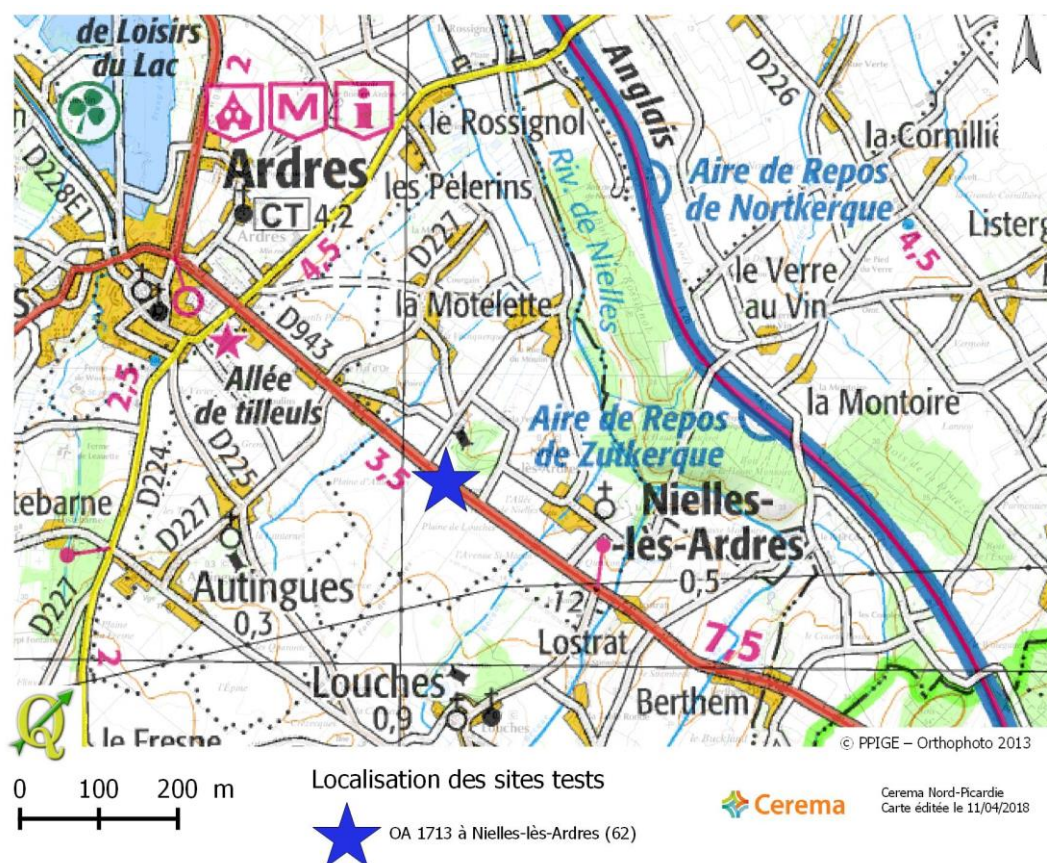 de Loisirs
du Lac
2
Anglais
D226
le Rossignol
la Cornilliè
Ardres
CT 4,2
D228E1
les Pèlerins
Riv. de Nielles
Aire de Repos
de Nortkerque
D227
4,5
4,5
Listerg
le Verre
au Vin
la Motelette
S
D943
Allée
de tilleuls
2,5
la Montoire
Aire de Repos
de Zutkerque
3,5
D224
D225
tebarne
Nielles-
-lès-Ardres
D227
D227
Autingues
0,3
0,5
12
Lostrat
7,5
2
Louches
0,9
Berthem
le Fresne
© PPIGE – Orthophoto 2013
0 100 200 m
Localisation des sites tests
OA 1713 à Nielles-lès-Ardres (62)
Cerema
Cerema Nord-Picardie
Carte éditée le 11/04/2018